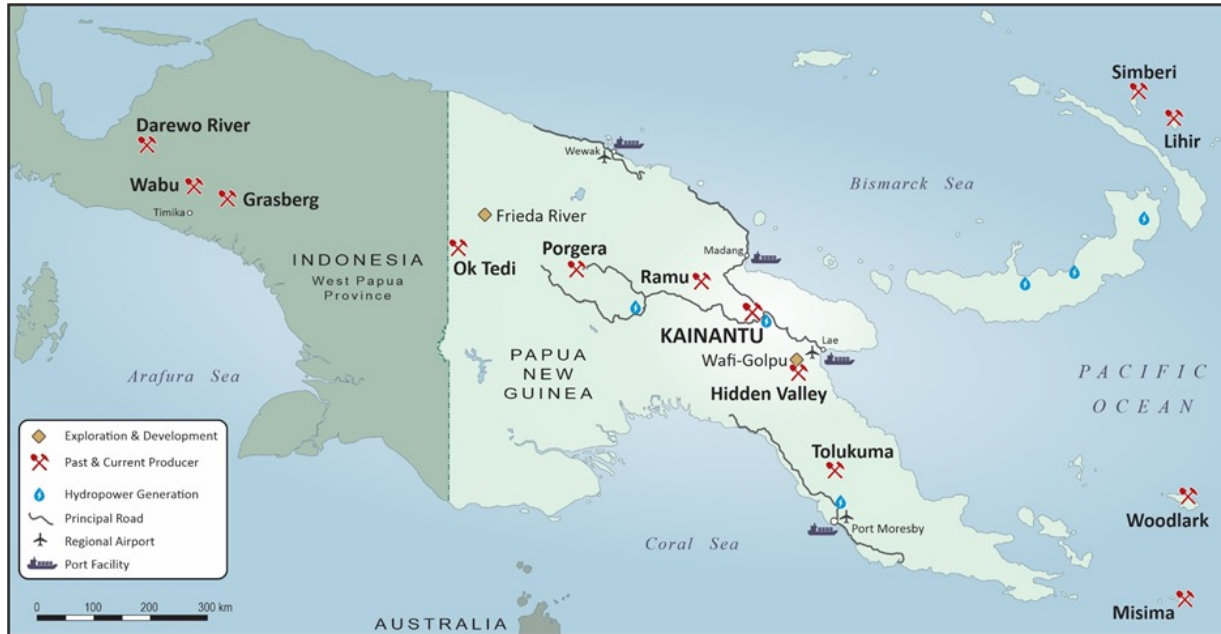 Simberi
Lihir
Darewo River
Wabu
Grasberg
Timika
Wewak
Bismarck Sea
Frieda River
INDONESIA
West Papua
Province
Ok Tedi
Porgera
Madang
Ramu
KAINANTU
Lae
Wafi-Golpu
Hidden Valley
PAPUA
NEW
GUINEA
Arafura Sea
PACIFIC
OCEAN
Tolukuma
Port Moresby
Coral Sea
Woodlark
Misima
AUSTRALIA
Exploration & Development
Past & Current Producer
Hydropower Generation
Principal Road
Regional Airport
Port Facility
0 100 200 300 km